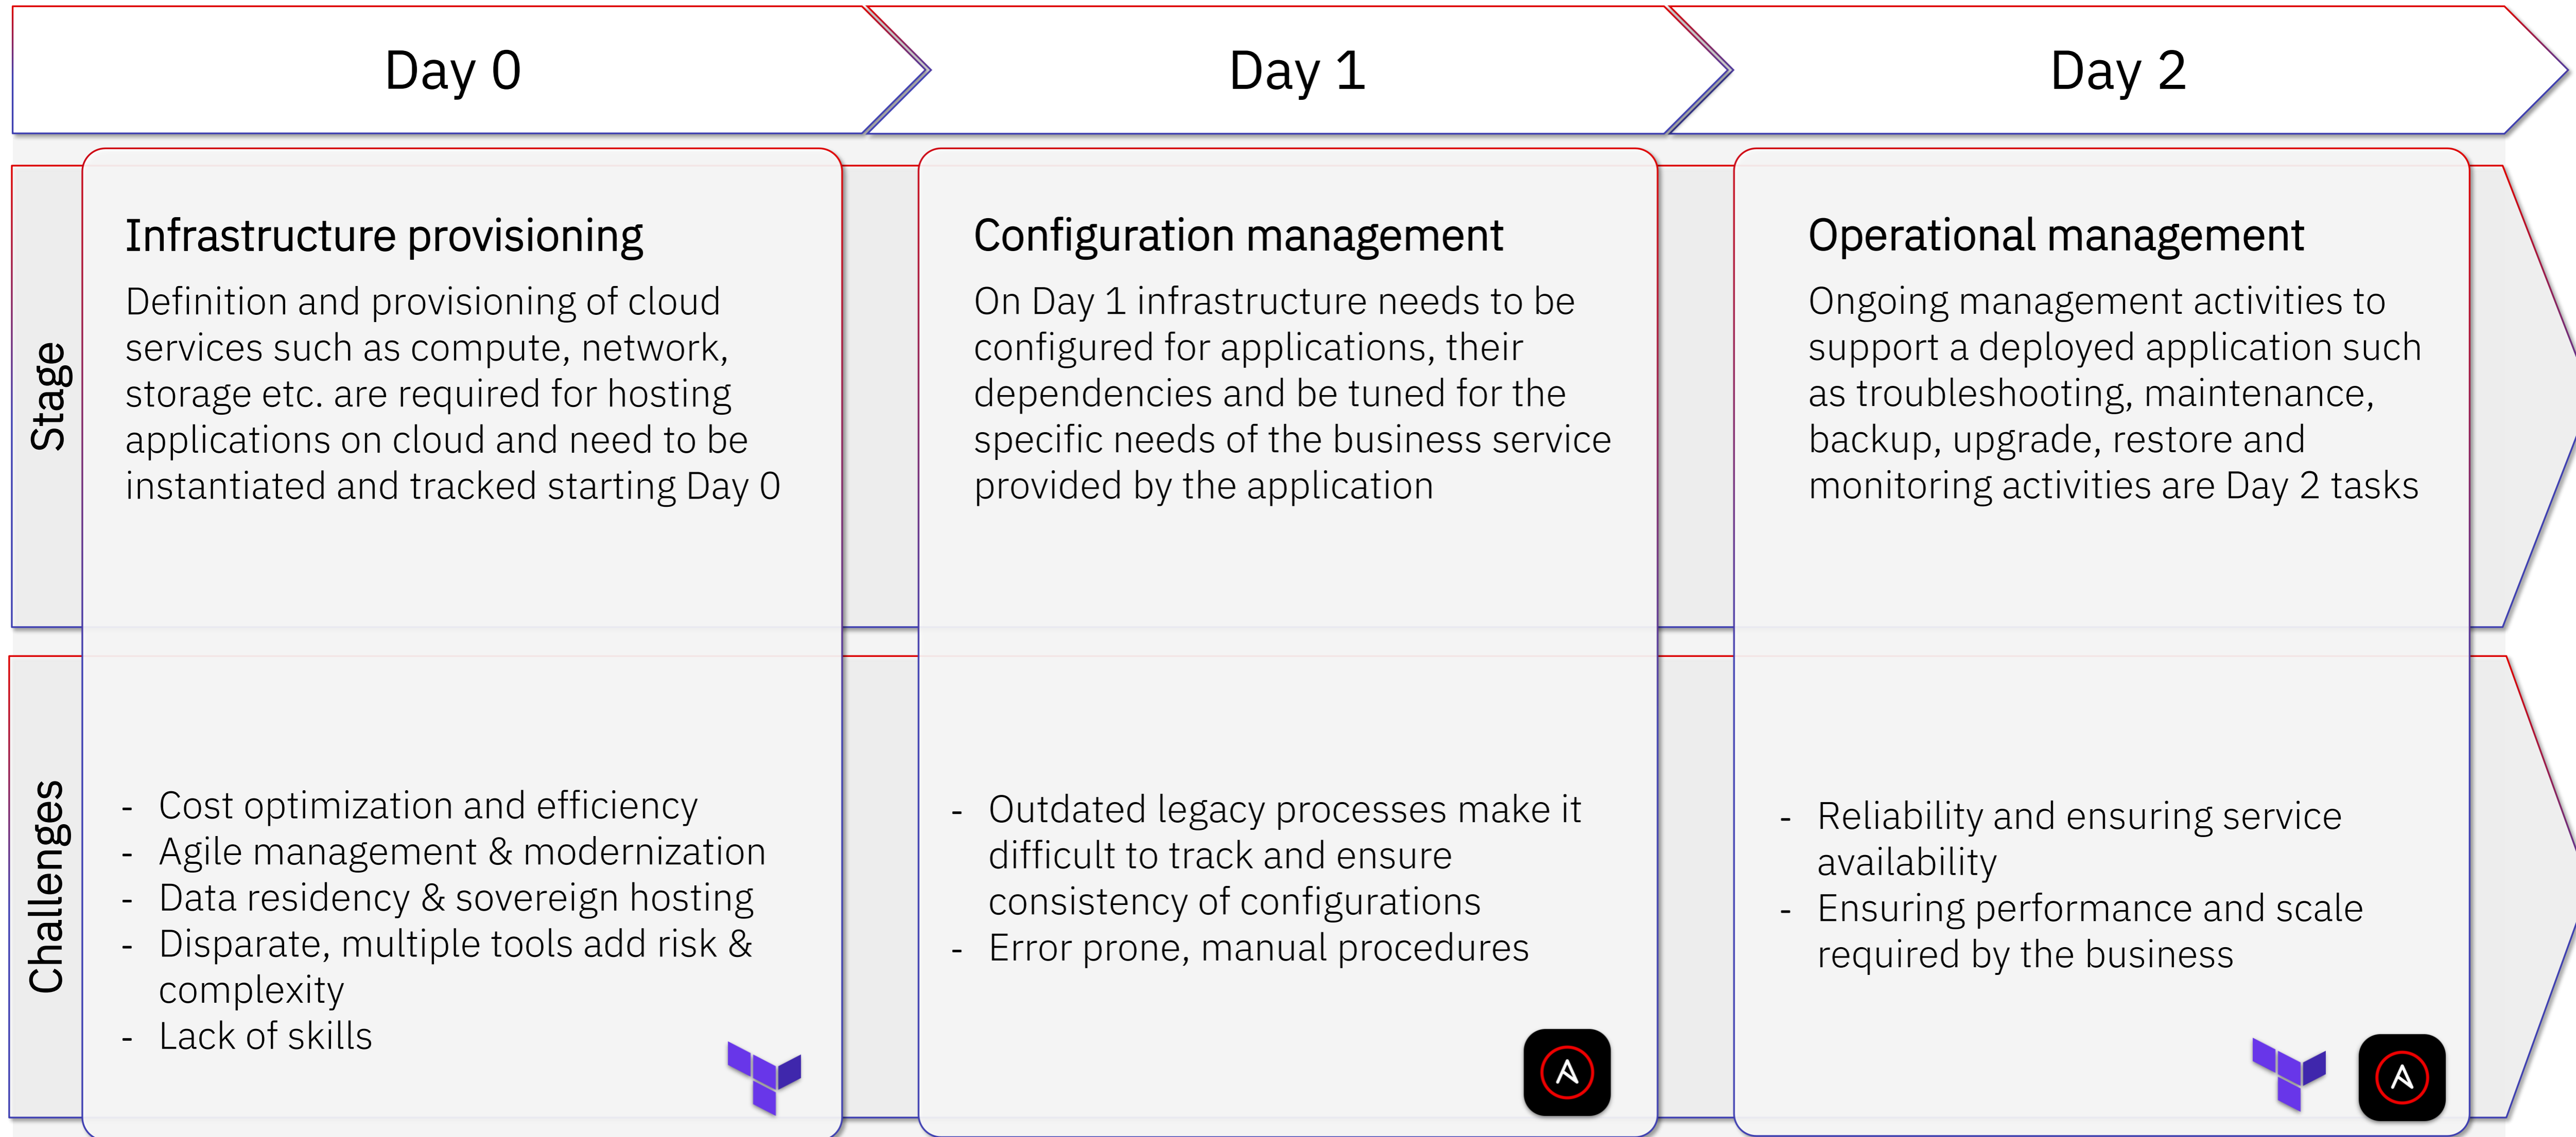 Day 0
Day 1
Day 2
Stage
Infrastructure provisioning
Definition and provisioning of cloud
services such as compute, network,
storage etc. are required for hosting
applications on cloud and need to be
instantiated and tracked starting Day 0
Configuration management
On Day 1 infrastructure needs to be
configured for applications, their
dependencies and be tuned for the
specific needs of the business service
provided by the application
Operational management
Ongoing management activities to
support a deployed application such
as troubleshooting, maintenance,
backup, upgrade, restore and
monitoring activities are Day 2 tasks
Challenges
- Cost optimization and efficiency
- Agile management & modernization
- Data residency & sovereign hosting
- Disparate, multiple tools add risk &
complexity
- Lack of skills
- Outdated legacy processes make it
difficult to track and ensure
consistency of configurations
- Error prone, manual procedures
- Reliability and ensuring service
availability
- Ensuring performance and scale
required by the business